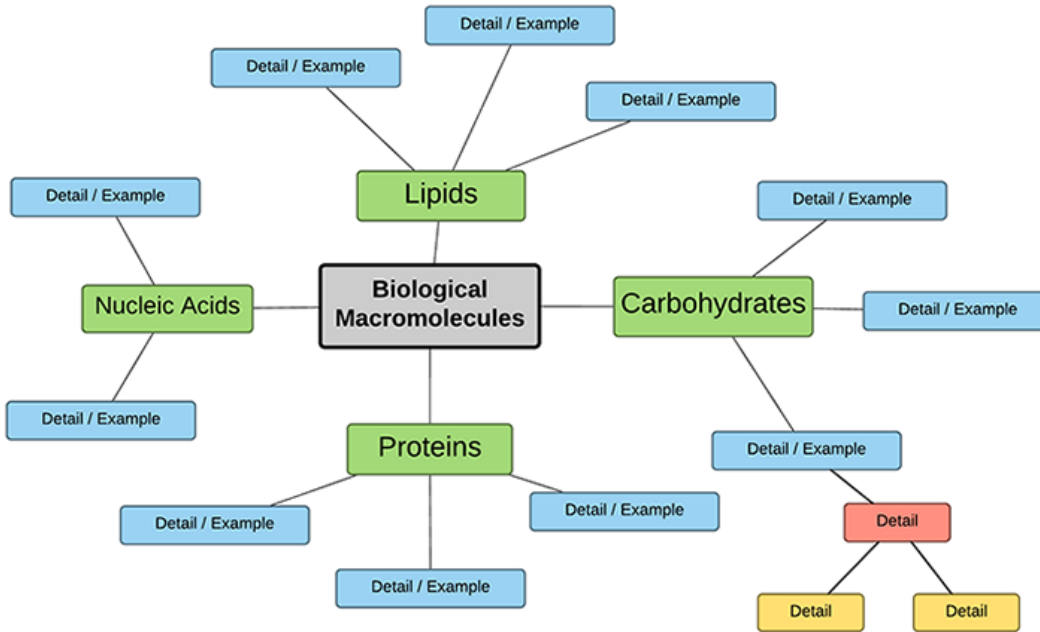 Detail / Example
Detail / Example
Detail / Example
Lipids
Detail / Example
Detail / Example
Nucleic Acids
Biological
Macromolecules
Carbohydrates
Detail / Example
Detail / Example
Proteins
Detail / Example
Detail / Example
Detail / Example
Detail / Example
Detail
Detail
Detail